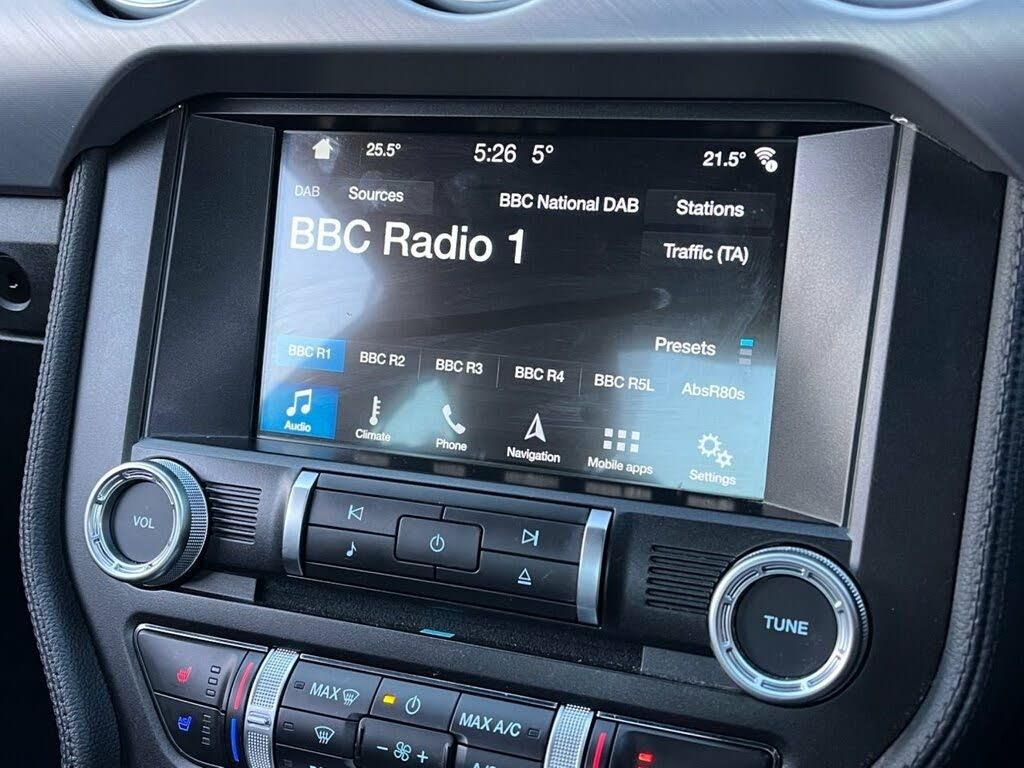 25.5° 5:26 5° 21.5°
DAB Sources BBC National DAB Stations
BBC Radio 1
Traffic (TA)
Presets
BBC R1 BBC R2 BBC R3 BBC R4 BBC R5L AbsR80s
Audio Climate Phone Navigation Mobile apps Settings
VOL
TUNE
MAX
MAX A/C